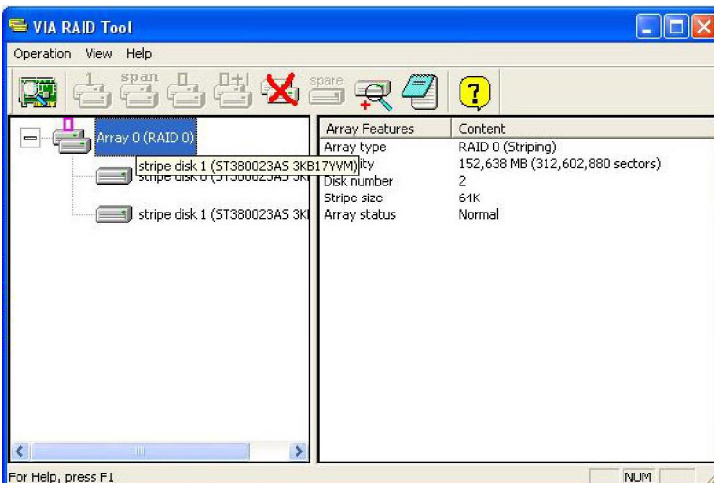 VIA RAID Tool
Operation View Help
1 span 0 0+1 spare ?
Array 0 (RAID 0)
stripe disk 1 (ST380023AS 3KB17YVM)
stripe disk 0 (ST380023AS 3K
stripe disk 1 (ST380023AS 3K
Array Features Content
Array type RAID 0 (Striping)
ity 152,638 MB (312,602,880 sectors)
Disk number 2
Stripe size 64K
Array status Normal
For Help, press F1 NUM